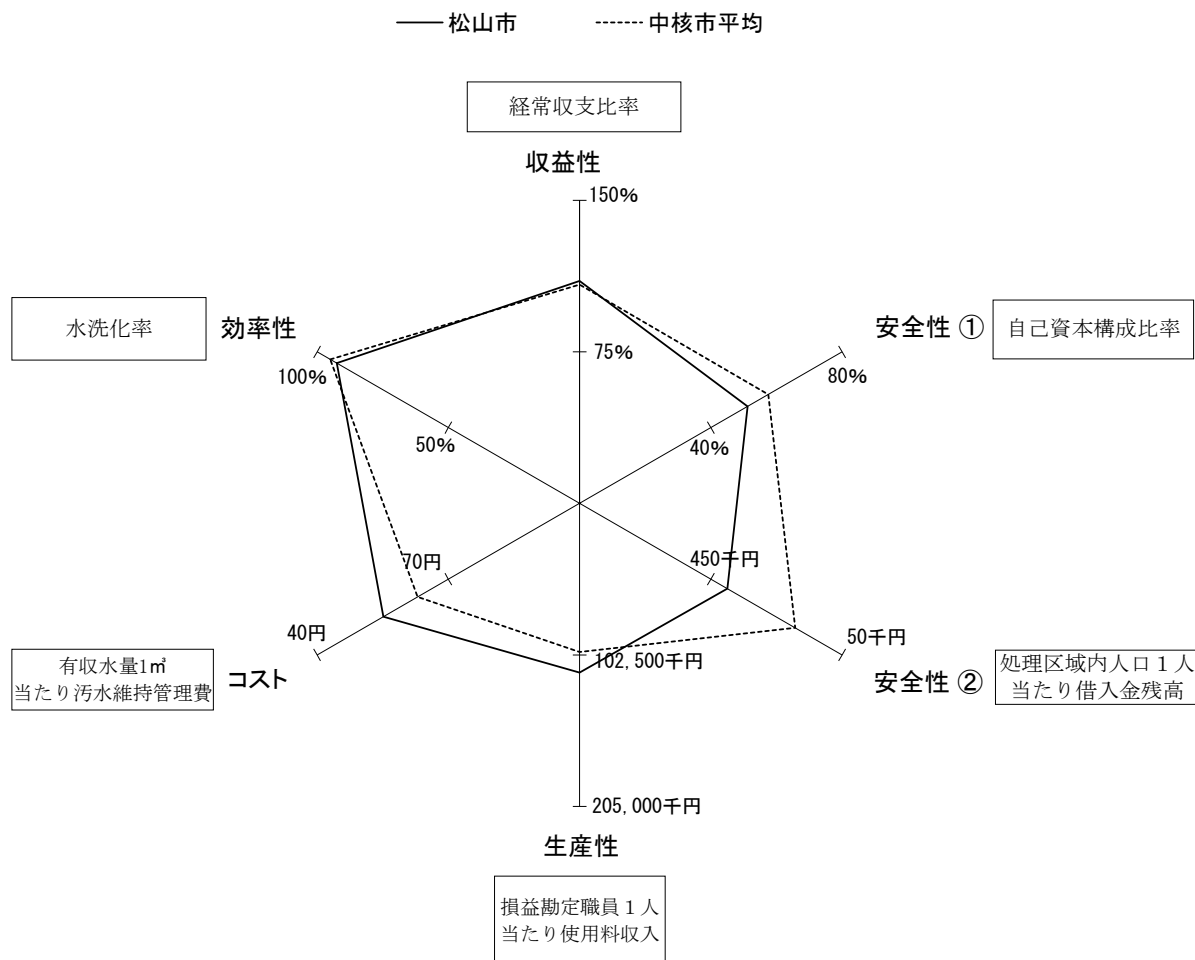 松山市
中核市平均
経常収支比率
収益性
150%
水洗化率
効率性
安全性 ①
自己資本構成比率
100%
80%
75%
50%
40%
70円
450千円
40円
50千円
有収水量1㎥
当たり汚水維持管理費
コスト
102,500千円
安全性 ②
処理区域内人口１人
当たり借入金残高
205,000千円
生産性
損益勘定職員１人
当たり使用料収入